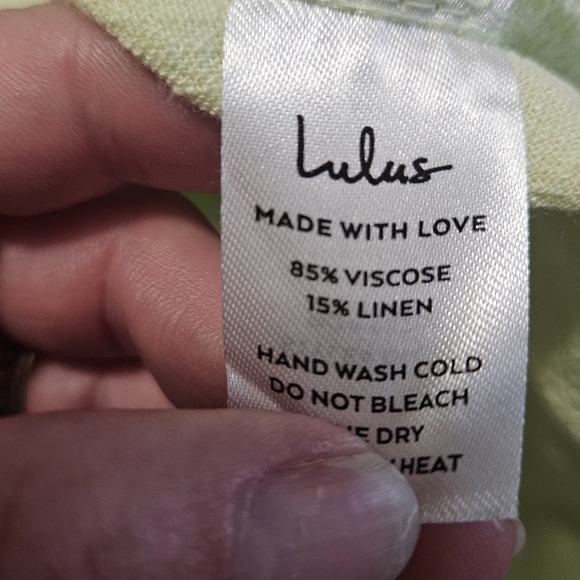 Lulus
MADE WITH LOVE
85% VISCOSE
15% LINEN
HAND WASH COLD
DO NOT BLEACH
DRY
HEAT